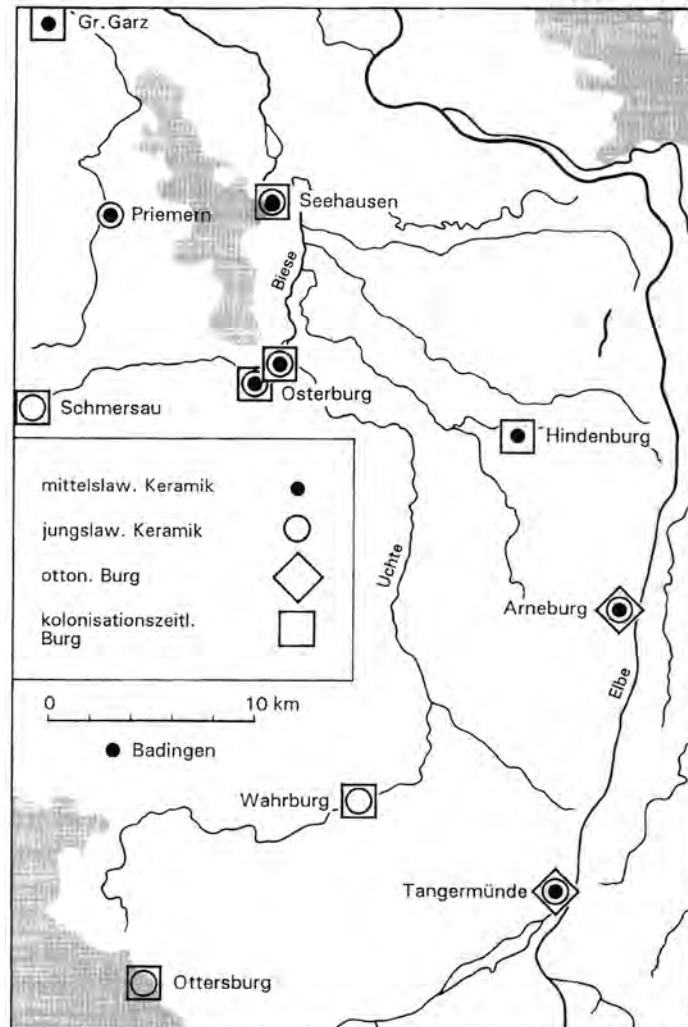 Gr. Garz
Priemern
Seehausen
Biese
Schmersau
Osterburg
Hindenburg
mittelslaw. Keramik
jungslaw. Keramik
otton. Burg
kolonisationszeitl.
Burg
Uchte
Arneburg
Elbe
0 10 km
Badingen
Wahrburg
Tangermünde
Ottersburg